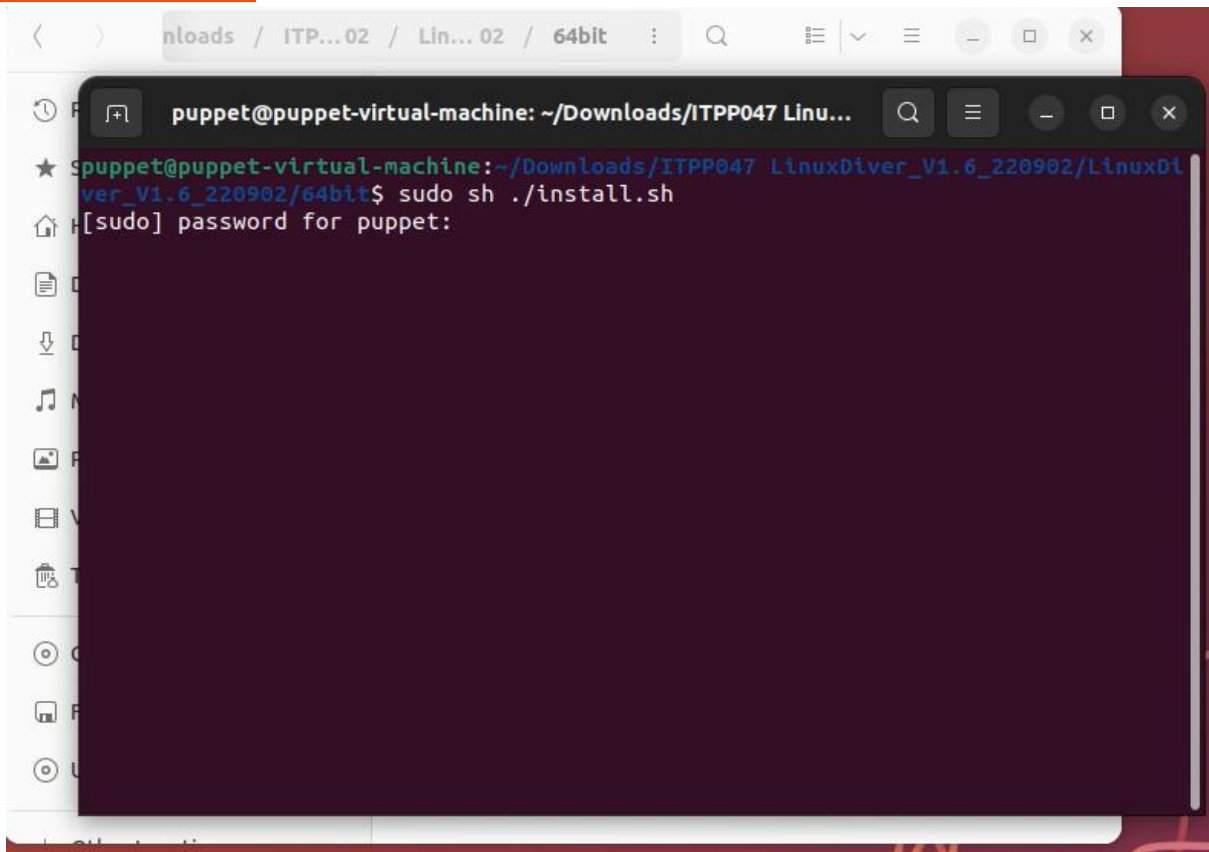 nloads / ITP...02 / Lin... 02 / 64bit
puppet@puppet-virtual-machine: ~/Downloads/ITPP047 Linu...
puppet@puppet-virtual-machine:~/Downloads/ITPP047 LinuxDiver_V1.6_220902/LinuxDi
ver_V1.6_220902/64bit$ sudo sh ./install.sh
[sudo] password for puppet: